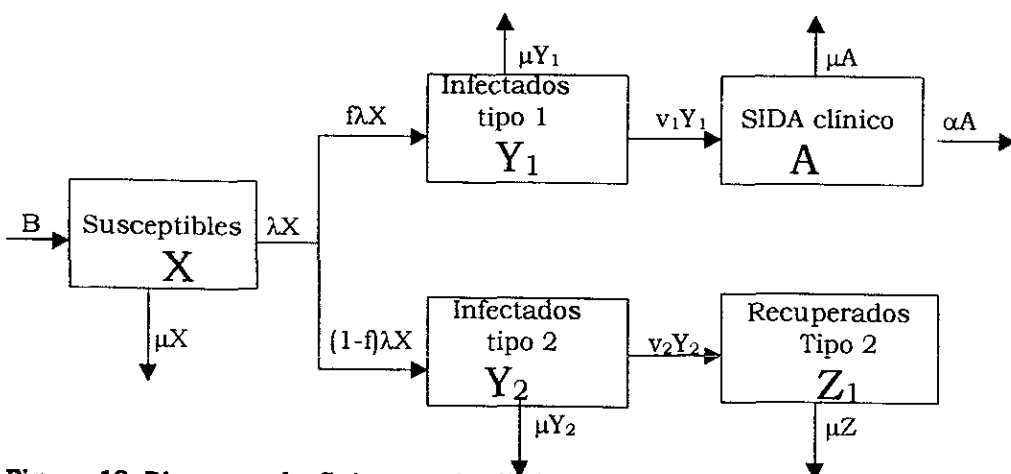 B
Susceptibles
X
λX
μX
fλX
(1-f)λX
μY₁
Infectados
tipo 1
Y₁
v₁Y₁
μA
SIDA clínico
A
αA
Infectados
tipo 2
Y₂
v₂Y₂
μY₂
Recuperados
Tipo 2
Z₁
μZ